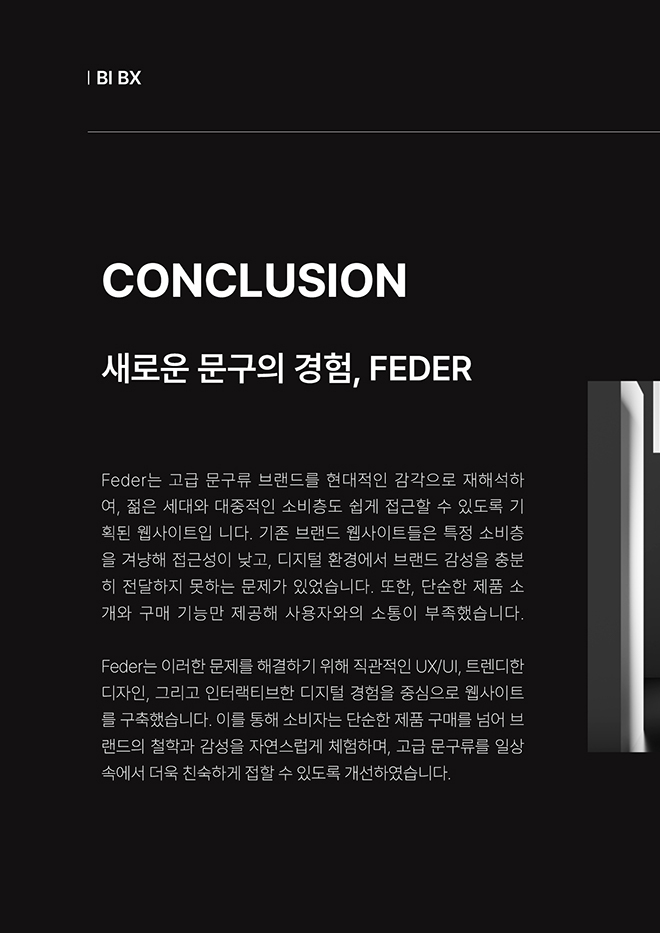 | BI BX
CONCLUSION
새로운 문구의 경험, FEDER
Feder는 고급 문구류 브랜드를 현대적인 감각으로 재해석하
여, 젊은 세대와 대중적인 소비층도 쉽게 접근할 수 있도록 기
획된 웹사이트입 니다. 기존 브랜드 웹사이트들은 특정 소비층
을 겨냥해 접근성이 낮고, 디지털 환경에서 브랜드 감성을 충분
히 전달하지 못하는 문제가 있었습니다. 또한, 단순한 제품 소
개와 구매 기능만 제공해 사용자와의 소통이 부족했습니다.
Feder는 이러한 문제를 해결하기 위해 직관적인 UX/UI, 트렌디한
디자인, 그리고 인터랙티브한 디지털 경험을 중심으로 웹사이트
를 구축했습니다. 이를 통해 소비자는 단순한 제품 구매를 넘어 브
랜드의 철학과 감성을 자연스럽게 체험하며, 고급 문구류를 일상
속에서 더욱 친숙하게 접할 수 있도록 개선하였습니다.